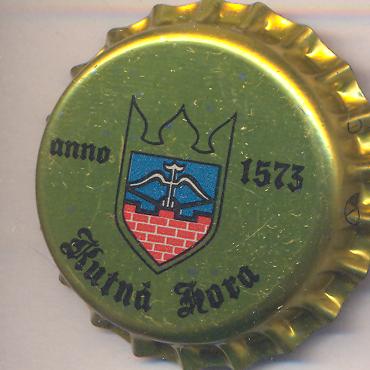 anno 1573
Kutná Hora